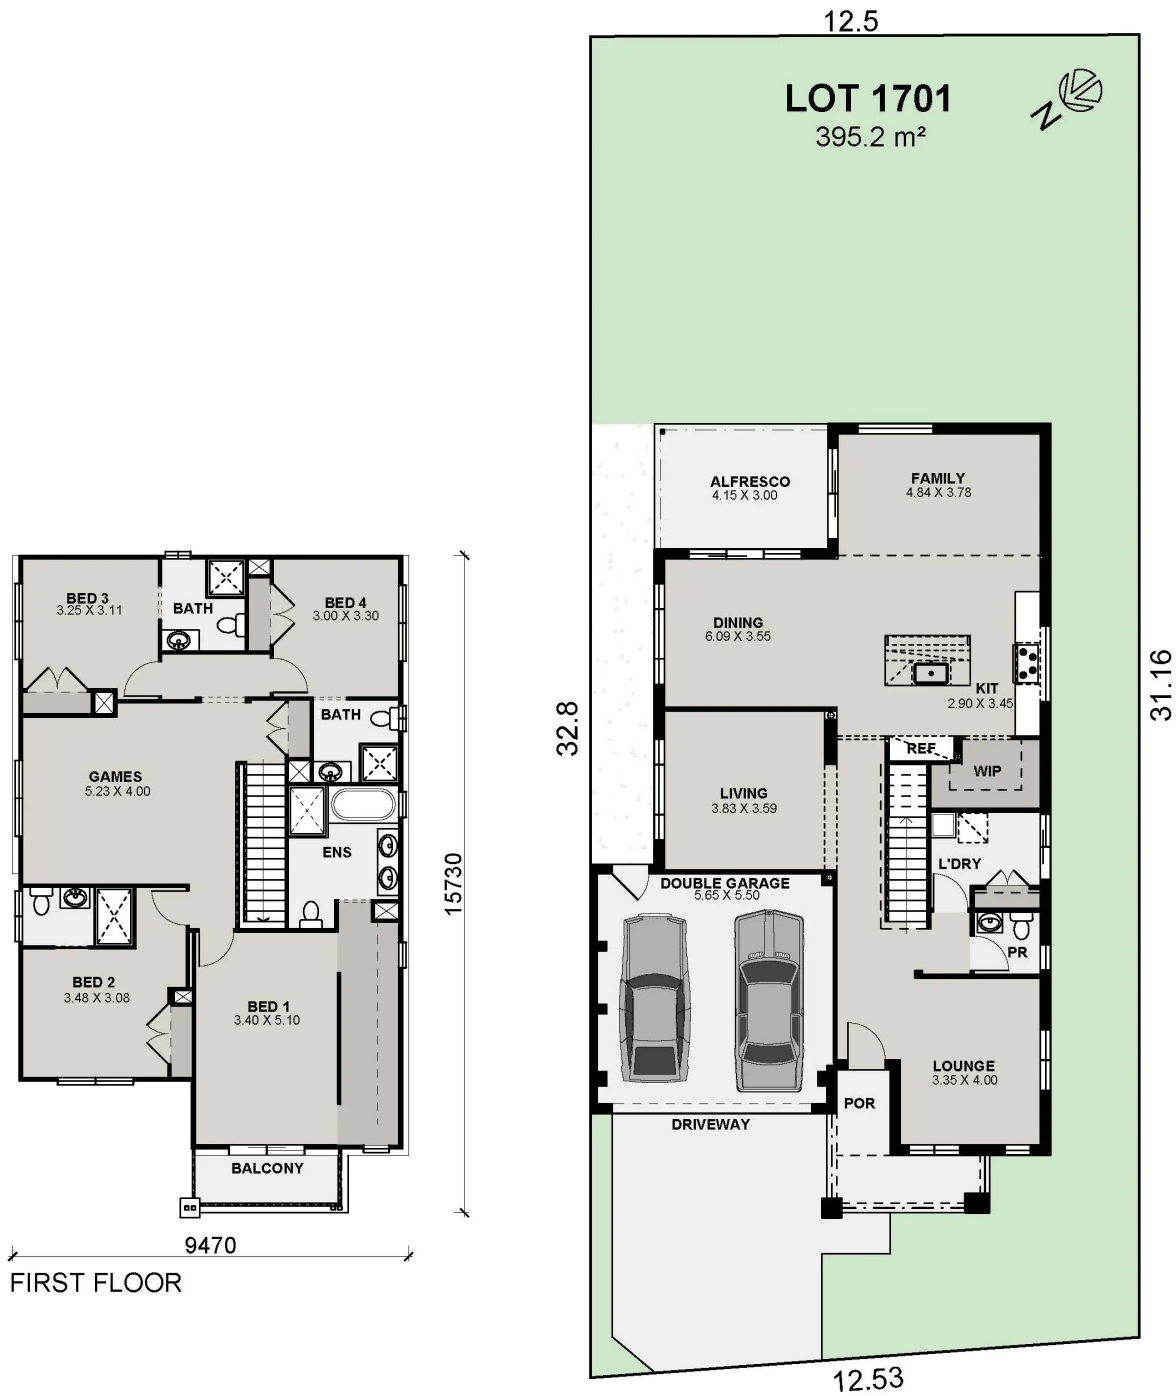 12.5
LOT 1701
395.2 m²
N
ALFRESCO
4.15 X 3.00
FAMILY
4.84 X 3.78
DINING
6.09 X 3.55
KIT
2.90 X 3.45
REF
WIP
LIVING
3.83 X 3.59
L'DRY
DOUBLE GARAGE
5.65 X 5.50
PR
LOUNGE
3.35 X 4.00
POR
DRIVEWAY
32.8
31.16
12.53
BED 3
3.25 X 3.11
BATH
BED 4
3.00 X 3.30
BATH
GAMES
5.23 X 4.00
ENS
BED 2
3.48 X 3.08
BED 1
3.40 X 5.10
BALCONY
15730
9470
FIRST FLOOR